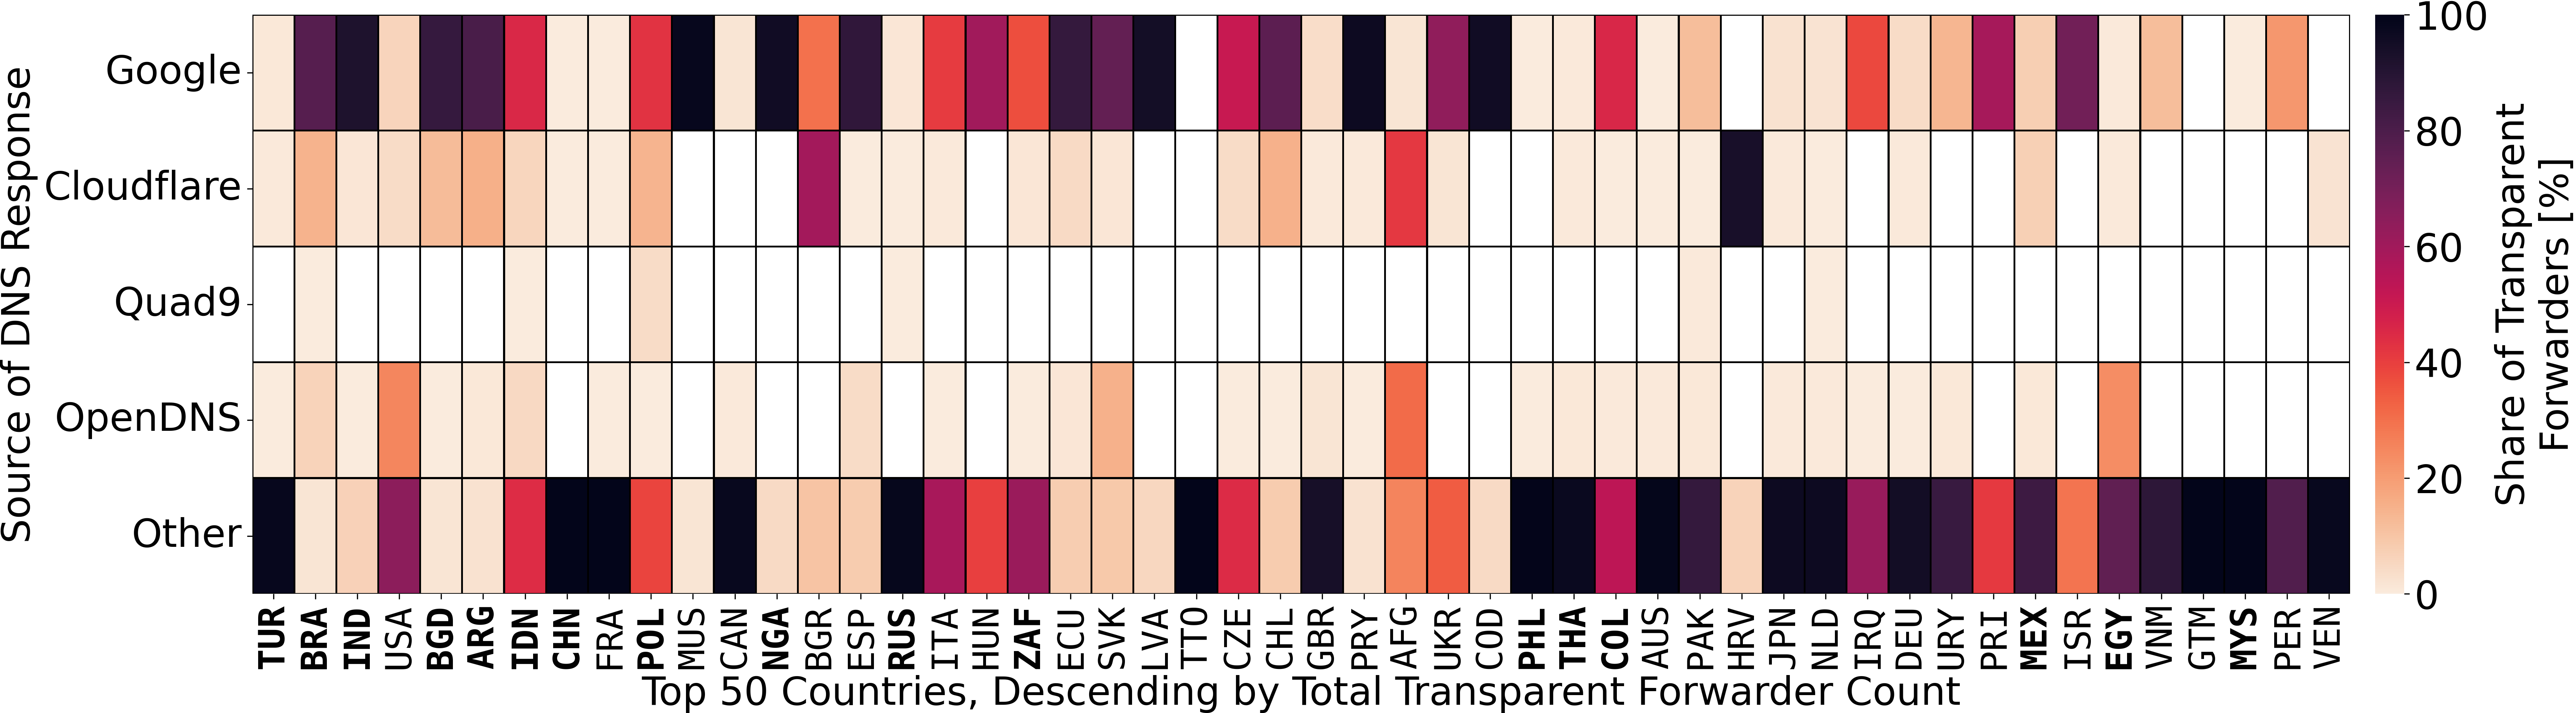 Source of DNS Response
Google
Cloudflare
Quad9
OpenDNS
Other
TUR BRA IND USA BGD ARG IDN CHN FRA POL MUS CAN NGA BGR ESP RUS ITA HUN ZAF ECU SVK LVA TTO CZE CHL GBR PRY AFG UKR COD PHL THA COL AUS PAK HRV JPN NLD IRQ DEU URY PRI MEX ISR EGY VNM GTM MYS PER VEN
Top 50 Countries, Descending by Total Transparent Forwarder Count
100
80
60
40
20
0
Share of Transparent
Forwarders [%]